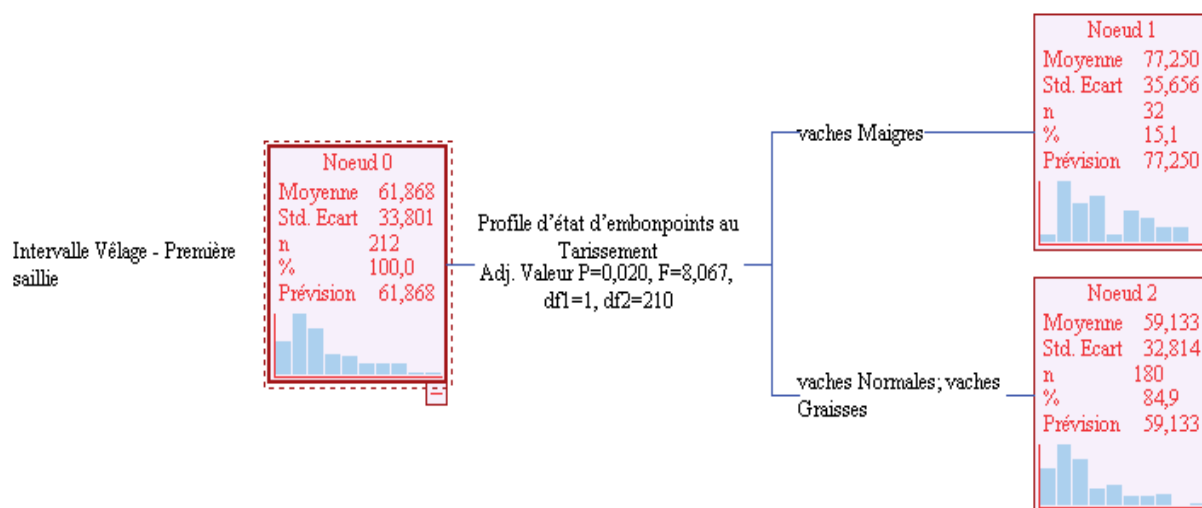 Intervalle Vêlage - Première
saillie
Noeud 0
Moyenne 61,868
Std. Ecart 33,801
n 212
% 100,0
Prévision 61,868
Profile d'état d'embonpoints au
Tarissement
Adj. Valeur P=0,020, F=8,067,
df1=1, df2=210
vaches Maigres
Noeud 1
Moyenne 77,250
Std. Ecart 35,656
n 32
% 15,1
Prévision 77,250
vaches Normales; vaches
Graisses
Noeud 2
Moyenne 59,133
Std. Ecart 32,814
n 180
% 84,9
Prévision 59,133